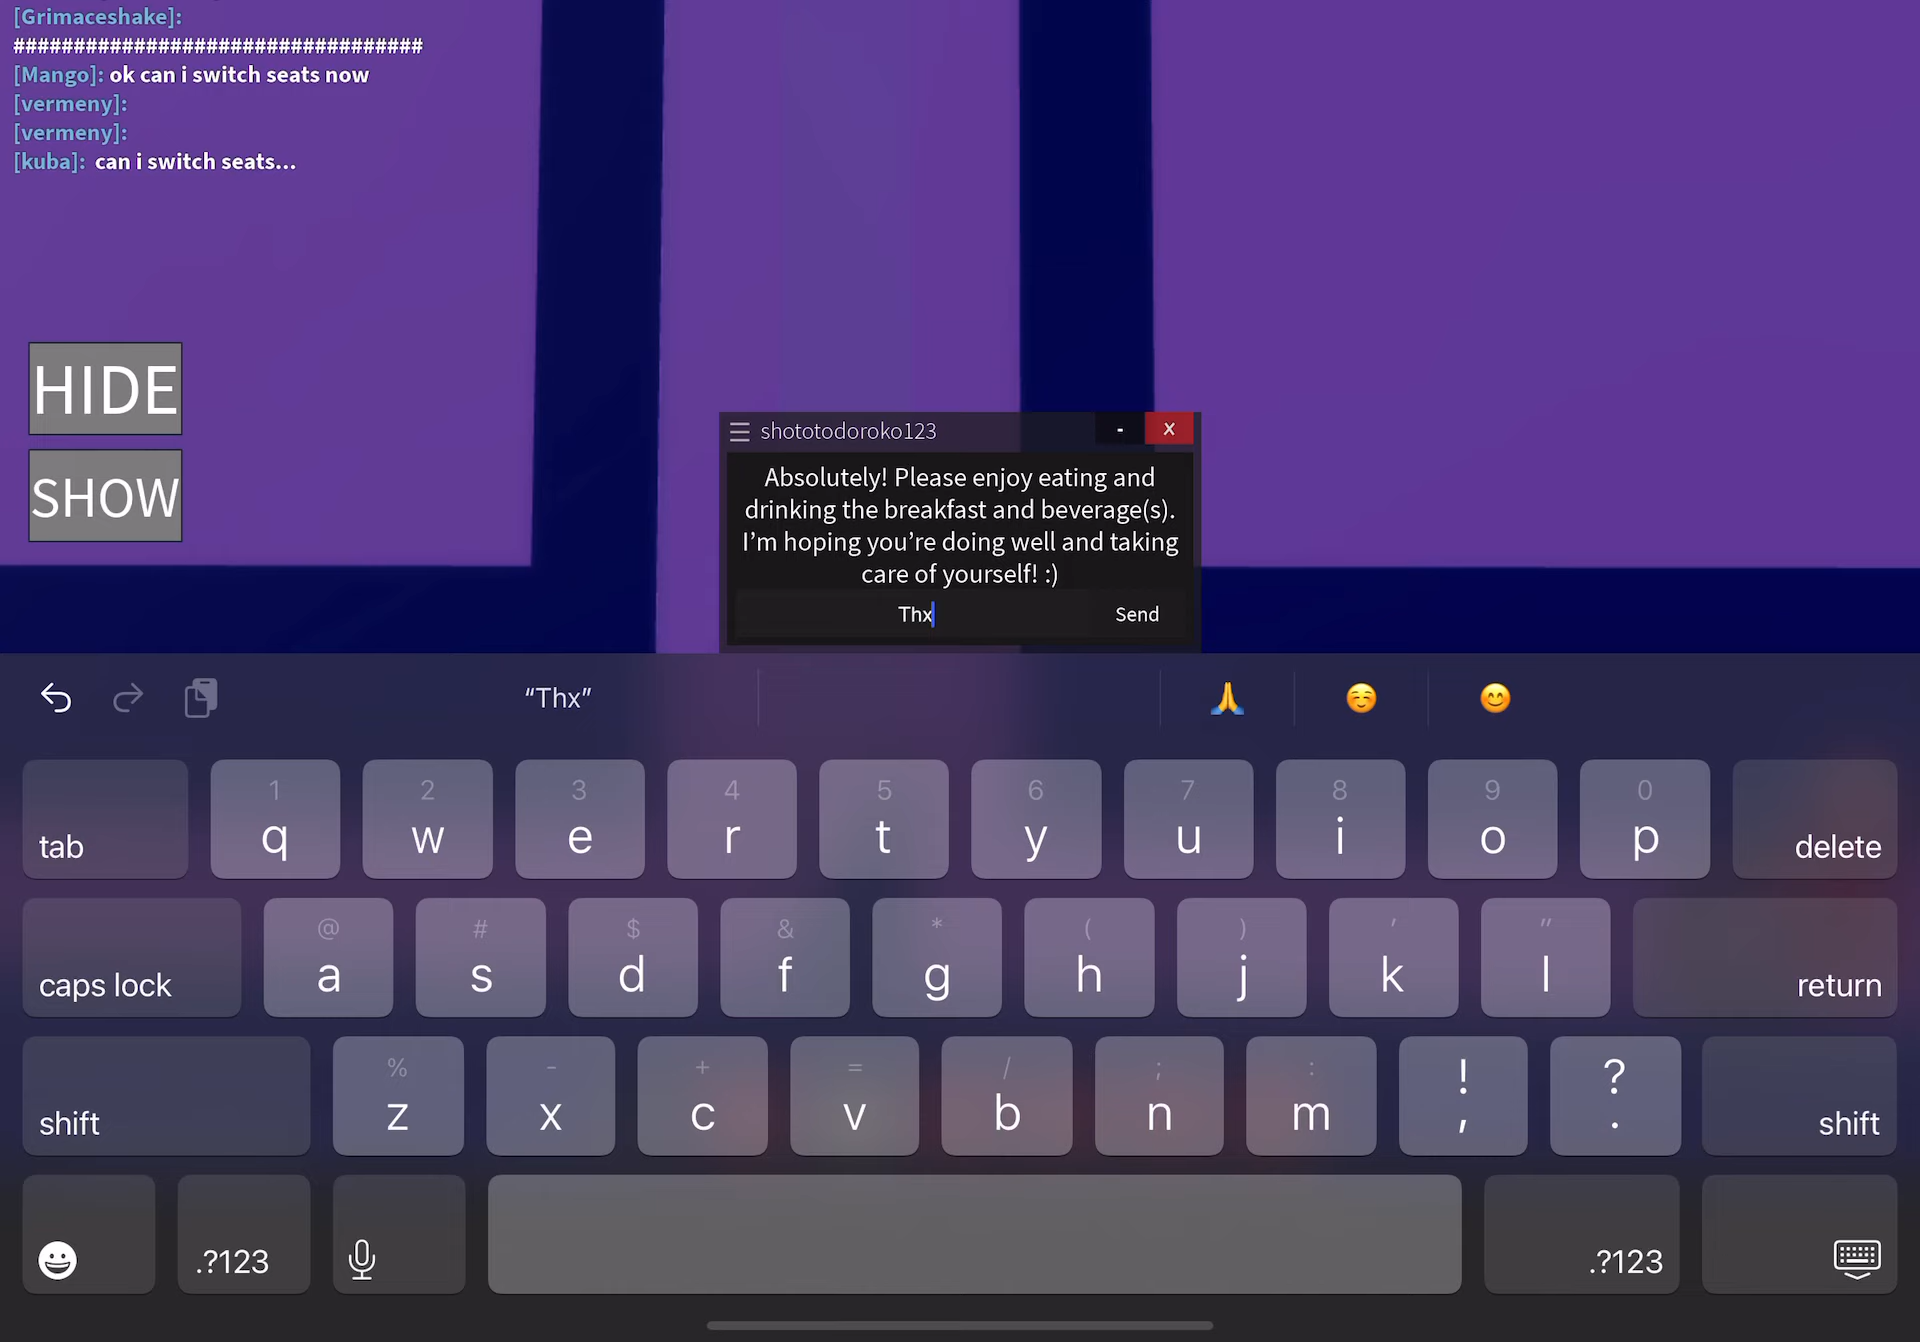 [Grimaceshake]:
##################################
[Mango]: ok can i switch seats now
[vermeny]:
[vermeny]:
[kuba]: can i switch seats...
HIDE
SHOW
shototodoroko123
- X
Absolutely! Please enjoy eating and
drinking the breakfast and beverage(s).
I’m hoping you’re doing well and taking
care of yourself! :)
Thx Send
“Thx”
1 2 3 4 5 6 7 8 9 0
tab q w e r t y u i o p delete
@ # $ & * ( ) ' "
caps lock a s d f g h j k l return
% - + = / ; : ! ?
shift z x c v b n m , . shift
.?123 .?123